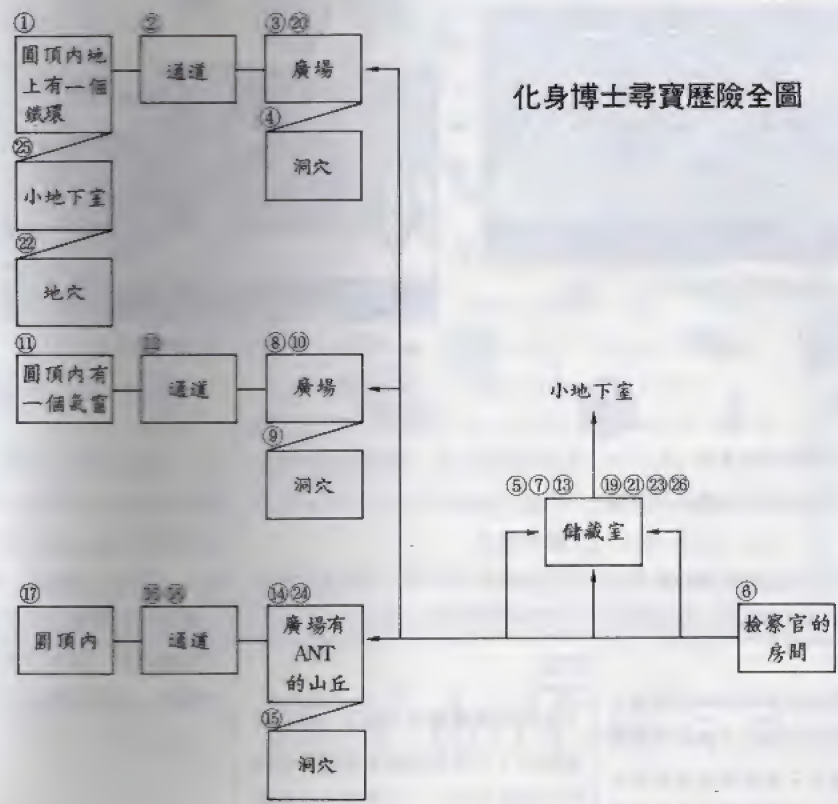 化身博士尋寶歷險全圖
①
圓頂內地
上有一個
鐵環
②
通道
③⑳
廣場
④
洞穴
㉕
小地下室
㉒
地穴
⑪
圓頂內有
一個氣窗
⑫
通道
⑧⑩
廣場
⑨
洞穴
小地下室
⑤⑦⑬ ⑲㉑㉓㉖
儲藏室
⑥
檢察官的
房間
⑰
圓頂內
⑯⑱
通道
⑭㉔
廣場有
ANT
的山丘
⑮
洞穴